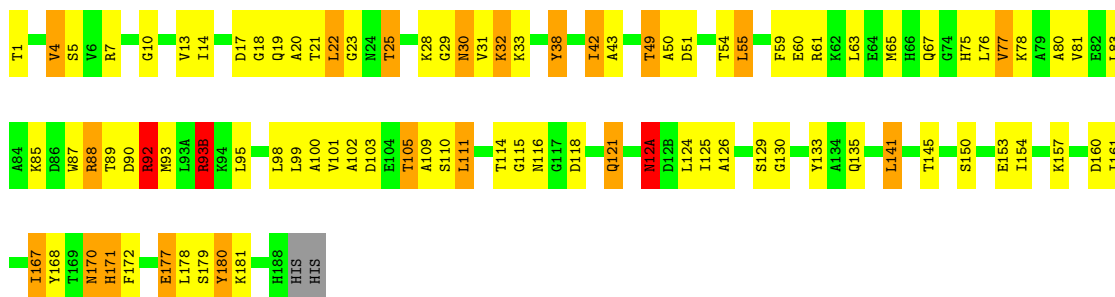 T1 V4 S5 V6 R7 G10 V13 I14 D17 G18 Q19 A20 T21 L22 G23 N24 T25 K28 G29 N30 V31 K32 K33 Y38 I42 A43 T49 A50 D51 T54 L55 F59 E60 R61 K62 L63 E64 M65 H66 Q67 G74 H75 L76 V77 K78 A79 A80 V81 E82 L83
A84 K85 D86 W87 R88 T89 D90 R92 M93 L93A R93B K94 L95 L98 L99 A100 V101 A102 D103 E104 T105 A109 S110 L111 T114 G115 N116 G117 D118 Q121 N12A D12B L124 I125 A126 S129 G130 Y133 A134 Q135 L141 T145 S150 E153 I154 K157 D160
I167 Y168 T169 N170 H171 F172 E177 L178 S179 Y180 K181 H188 HIS HIS